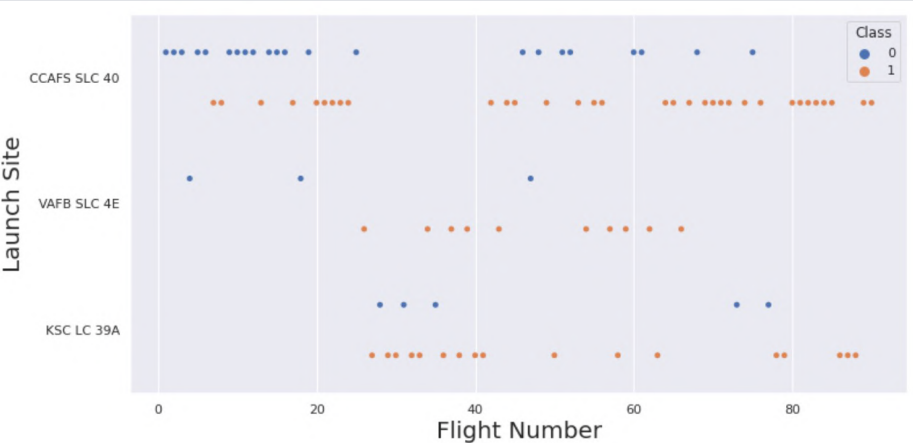 Class
0
1
CCAFS SLC 40
VAFB SLC 4E
KSC LC 39A
Launch Site
0 20 40 60 80
Flight Number